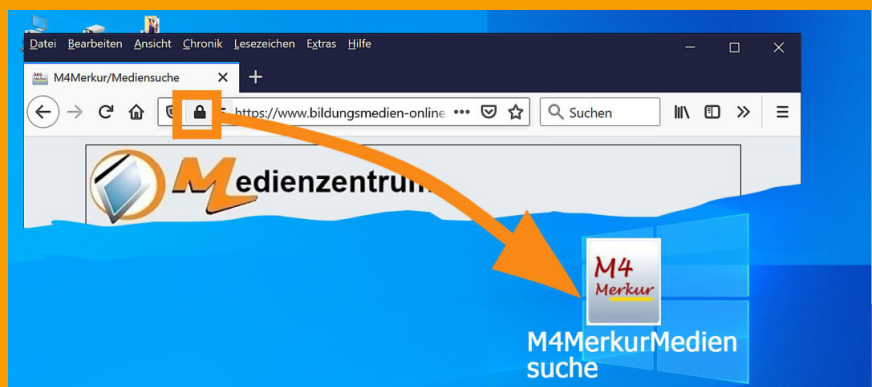 Datei Bearbeiten Ansicht Chronik Lesezeichen Extras Hilfe
M4Merkur/Mediensuche
https://www.bildungsmedien-online
Suchen
Medienzentrum
M4
Merkur
M4MerkurMedien
suche